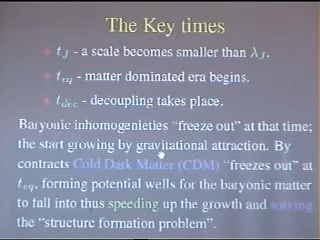 The Key times
t_J - a scale becomes smaller than λ_J.
t_eq - matter dominated era begins.
t_dec - decoupling takes place.
Baryonic inhomogenieties "freeze out" at that time;
the start growing by gravitational attraction. By
contracts Cold Dark Matter (CDM) "freezes out" at
t_eq, forming potential wells for the baryonic matter
to fall into thus speeding up the growth and solving
the "structure formation problem".